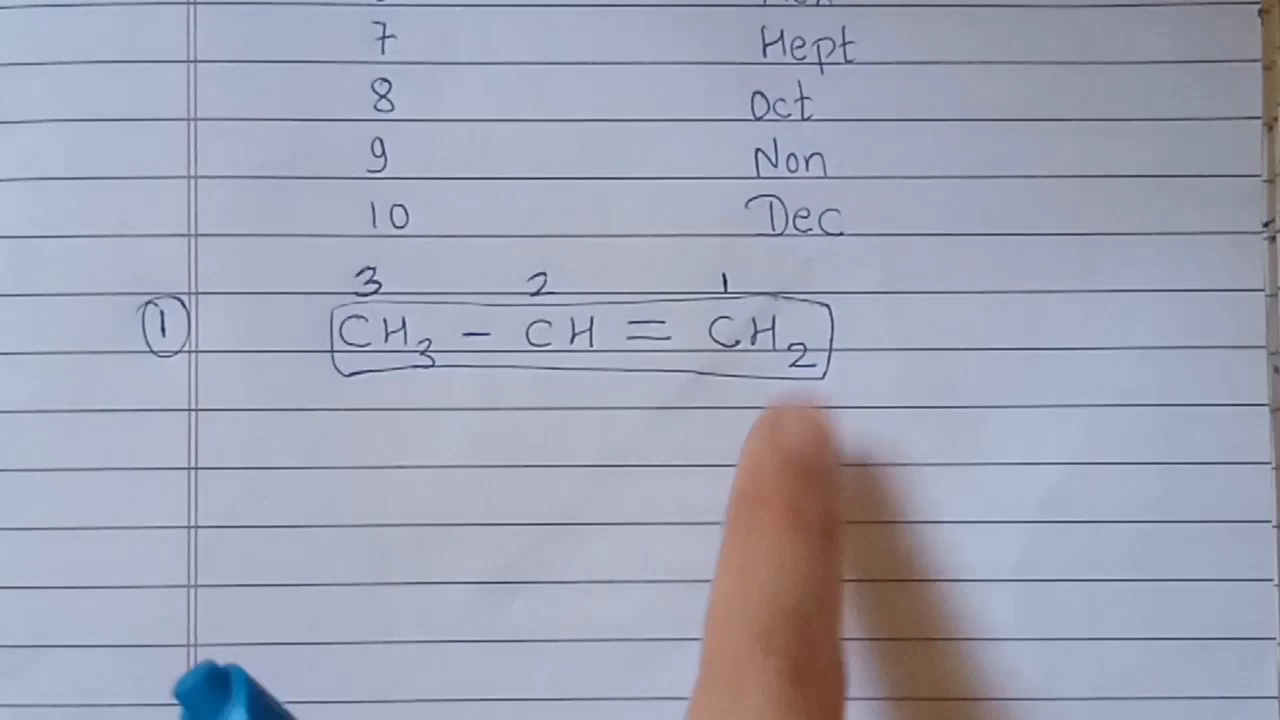 7 Hept
8 Oct
9 Non
10 Dec
3 2 1
① CH₃ – CH = CH₂